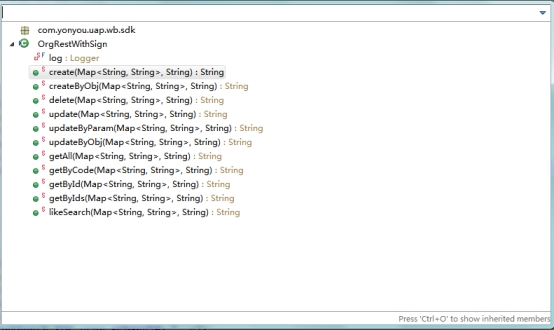 com.yonyou.uap.wb.sdk
OrgRestWithSign
log : Logger
create(Map<String, String>, String) : String
createByObj(Map<String, String>, String) : String
delete(Map<String, String>, String) : String
update(Map<String, String>, String) : String
updateByParam(Map<String, String>, String) : String
updateByObj(Map<String, String>, String) : String
getAll(Map<String, String>, String) : String
getByCode(Map<String, String>, String) : String
getById(Map<String, String>, String) : String
getByIds(Map<String, String>, String) : String
likeSearch(Map<String, String>, String) : String
Press 'Ctrl+O' to show inherited members